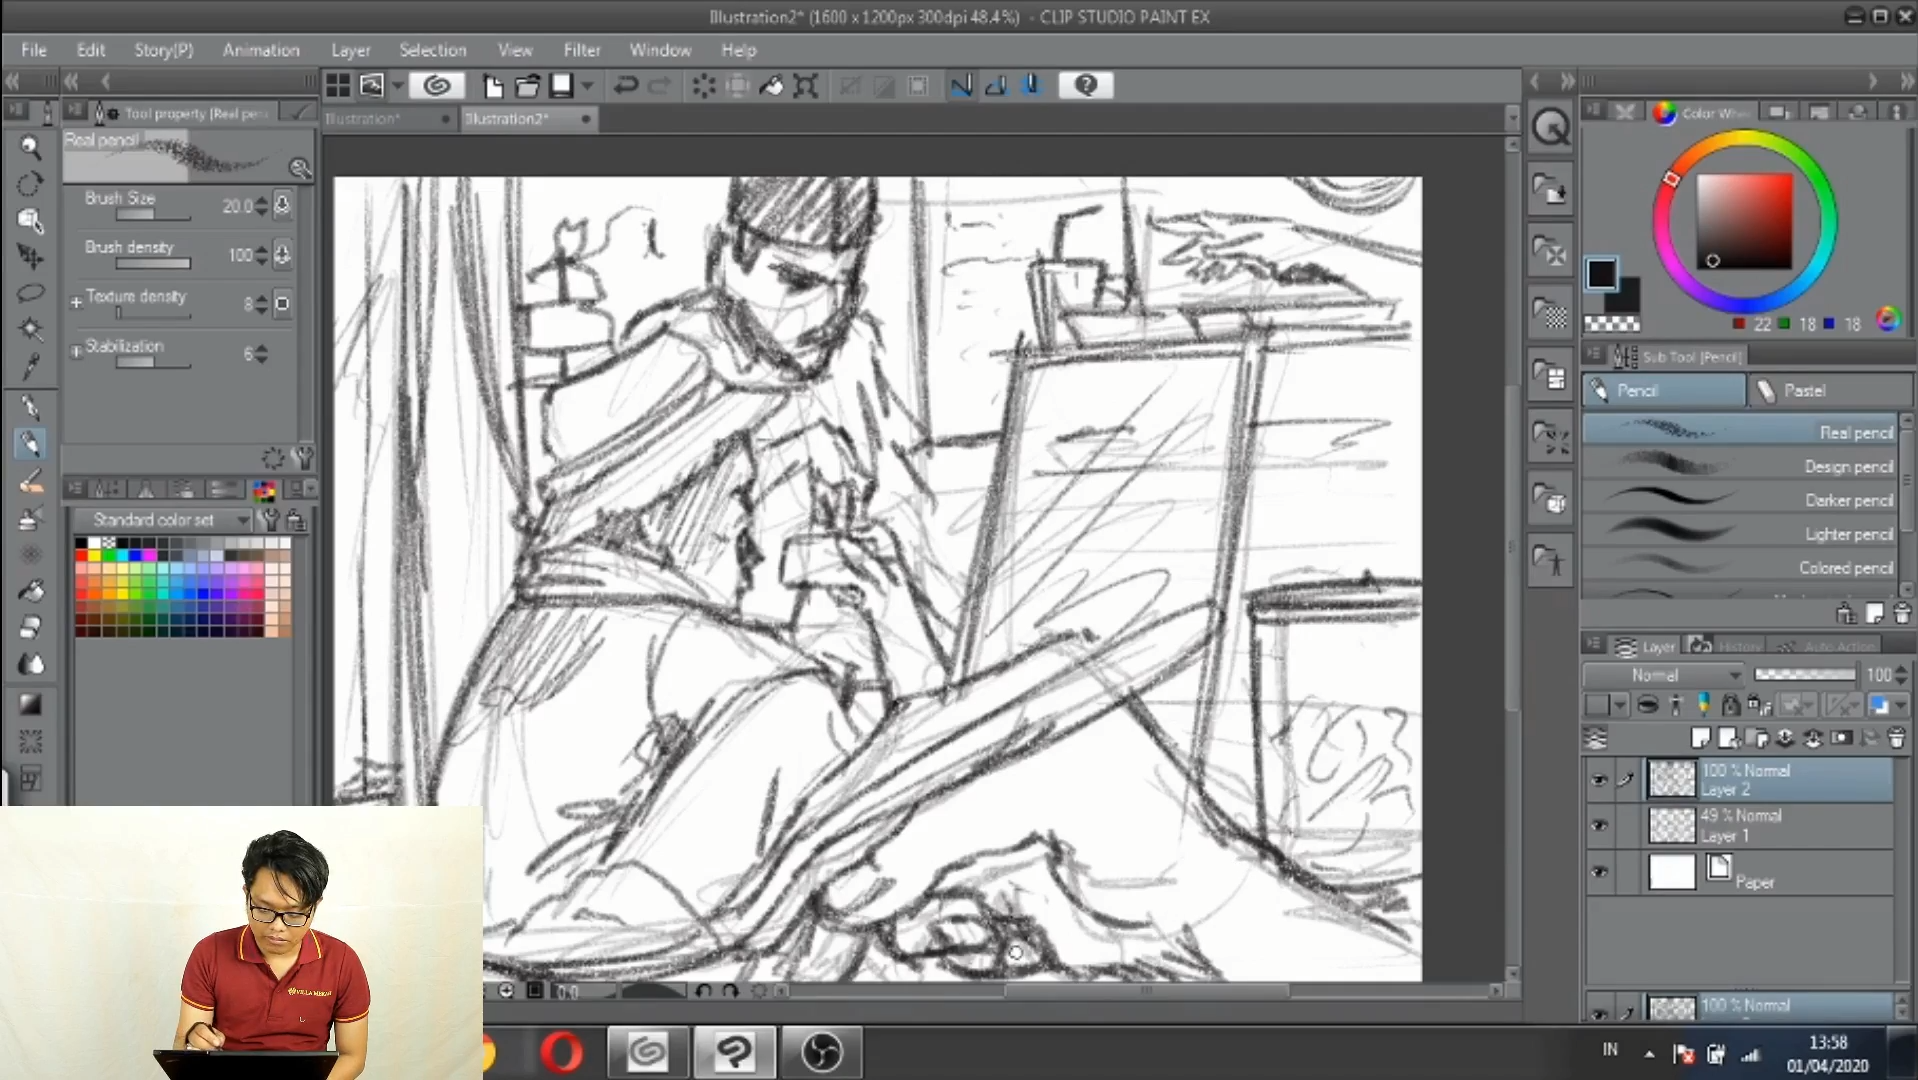 Illustration2* (1600 x 1200px 300dpi 48.4%) - CLIP STUDIO PAINT EX
File Edit Story(P) Animation Layer Selection View Filter Window Help
Tool property (Real pen
Illustration*
Illustration2*
Color Whe
Real pencil
Brush Size 20.0
Brush density 100
Texture density 8
Stabilization 6
22 18 18
Sub Tool [Pencil]
Pencil
Pastel
Real pencil
Design pencil
Darker pencil
Lighter pencil
Colored pencil
Standard color set
Layer History Auto Action
Normal 100
100 % Normal
Layer 2
49 % Normal
Layer 1
Paper
100 % Normal
0.0
IN
13:58
01/04/2020